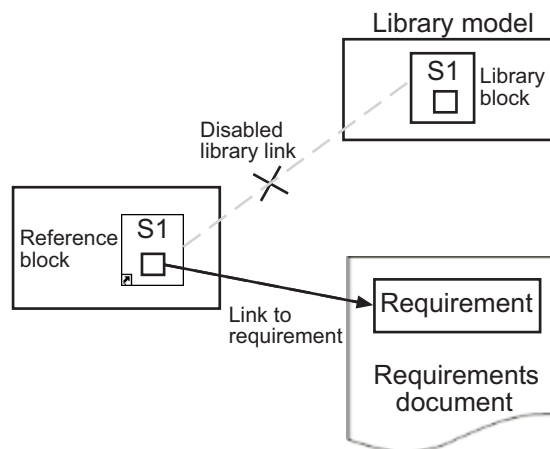 Library model
S1
Library
block
Disabled
library link
S1
Reference
block
Link to
requirement
Requirement
Requirements
document